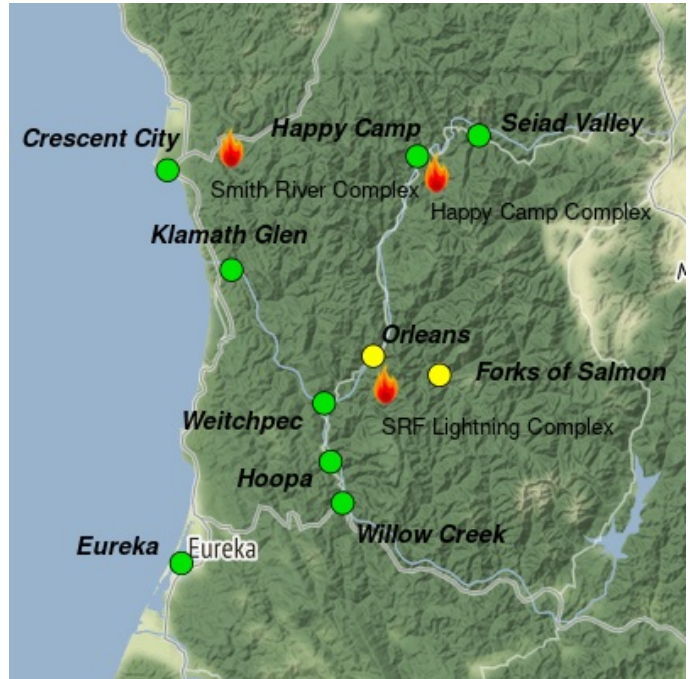 Seiad Valley
Happy Camp
Crescent City
Smith River Complex
Happy Camp Complex
Klamath Glen
M
Orleans
Forks of Salmon
Weitchpec
SRF Lightning Complex
Hoopa
Willow Creek
Eureka
Eureka